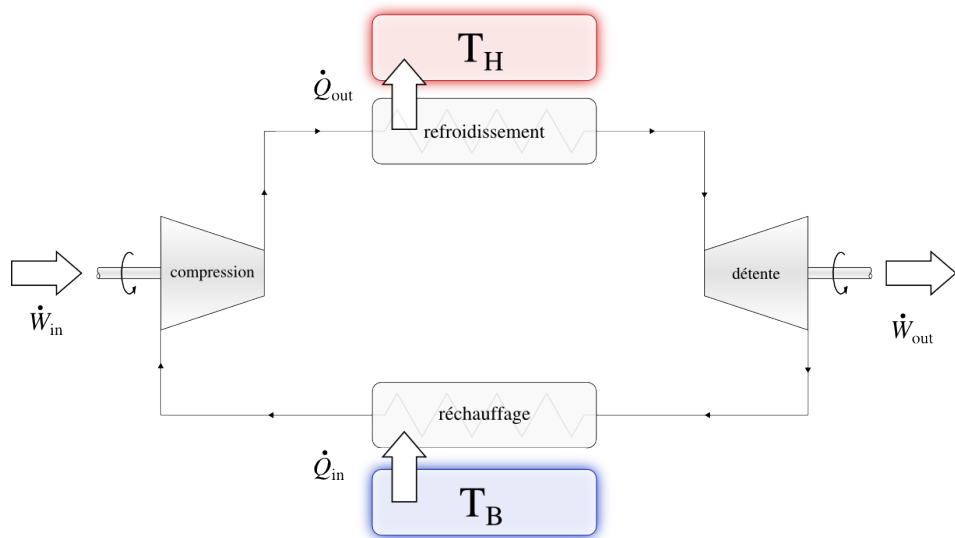 T_H
Q̇_out
refroidissement
compression
détente
Ẇ_in
Ẇ_out
réchauffage
Q̇_in
T_B